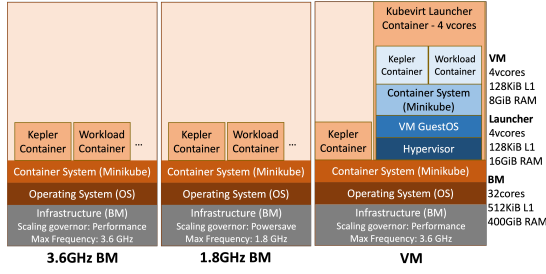 Kepler
Container
Workload
Container
...
Container System (Minikube)
Operating System (OS)
Infrastructure (BM)
Scaling governor: Performance
Max Frequency: 3.6 GHz
3.6GHz BM
Kepler
Container
Workload
Container
...
Container System (Minikube)
Operating System (OS)
Infrastructure (BM)
Scaling governor: Powersave
Max Frequency: 1.8 GHz
1.8GHz BM
Kubevirt Launcher
Container - 4 vcores
Kepler
Container
Workload
Container
Container System
(Minikube)
VM GuestOS
Hypervisor
Kepler
Container
Container System (Minikube)
Operating System (OS)
Infrastructure (BM)
Scaling governor: Performance
Max Frequency: 3.6 GHz
VM
VM
4vcores
128KiB L1
8GiB RAM
Launcher
4vcores
128KiB L1
16GiB RAM
BM
32cores
512KiB L1
400GiB RAM